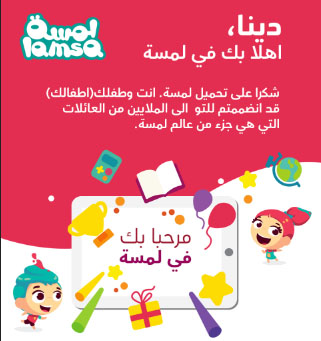 لمسة
lamsa
دينا،
اهلا بك في لمسة
شكرا على تحميل لمسة. انت وطفلك(اطفالك)
قد انضممتم للتو الى الملايين من العائلات
التي هي جزء من عالم لمسة.
مرحبا بك
في لمسة